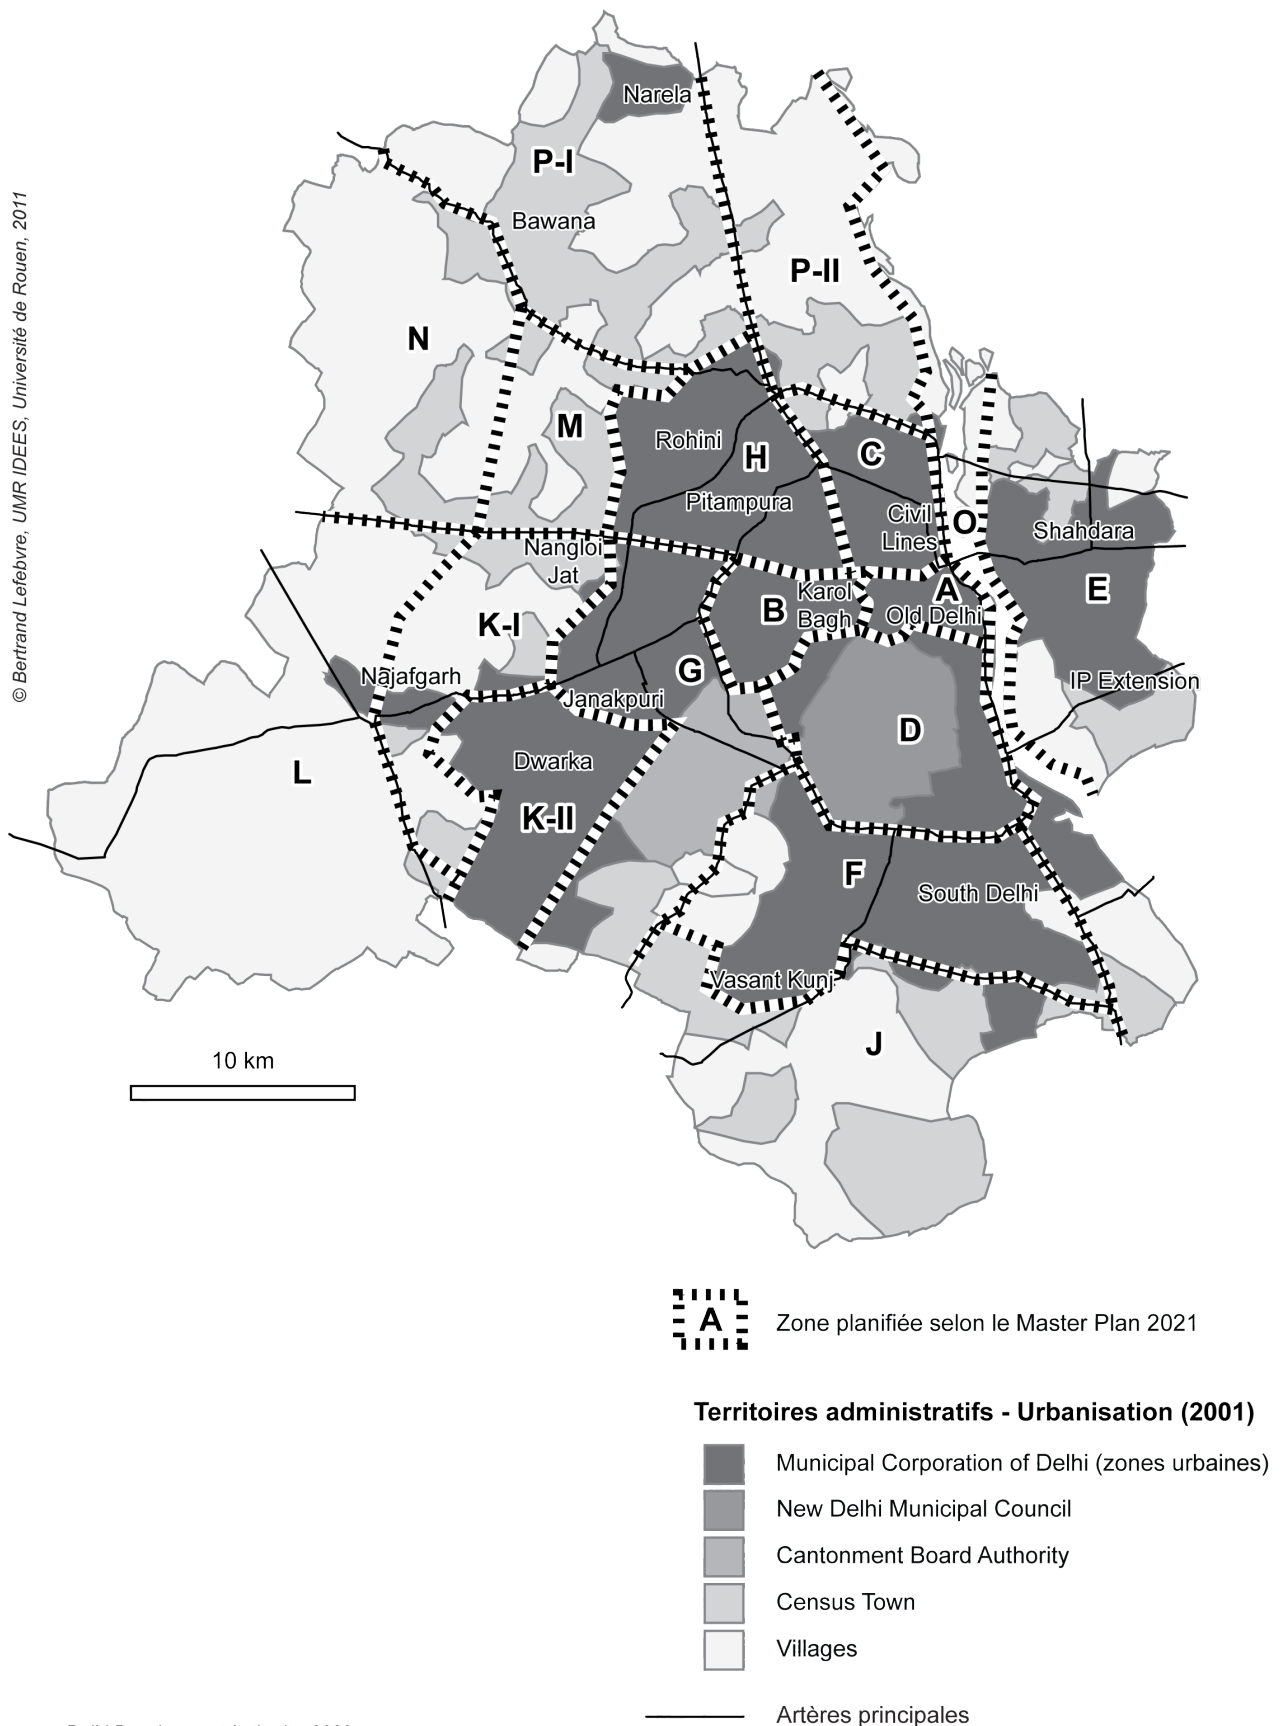 © Bertrand Lefebvre, UMR IDEES, Université de Rouen, 2011
Narela
P-I
Bawana
P-II
N
M
Rohini
H
C
Pitampura
Civil
Lines
O
Shahdara
Nangloi
Jat
Karol
Bagh
B
A
Old Delhi
E
K-I
Najafgarh
G
Janakpuri
IP Extension
D
Dwarka
L
K-II
F
South Delhi
Vasant Kunj
J
10 km
A
Zone planifiée selon le Master Plan 2021
Territoires administratifs - Urbanisation (2001)
Municipal Corporation of Delhi (zones urbaines)
New Delhi Municipal Council
Cantonment Board Authority
Census Town
Villages
Artères principales